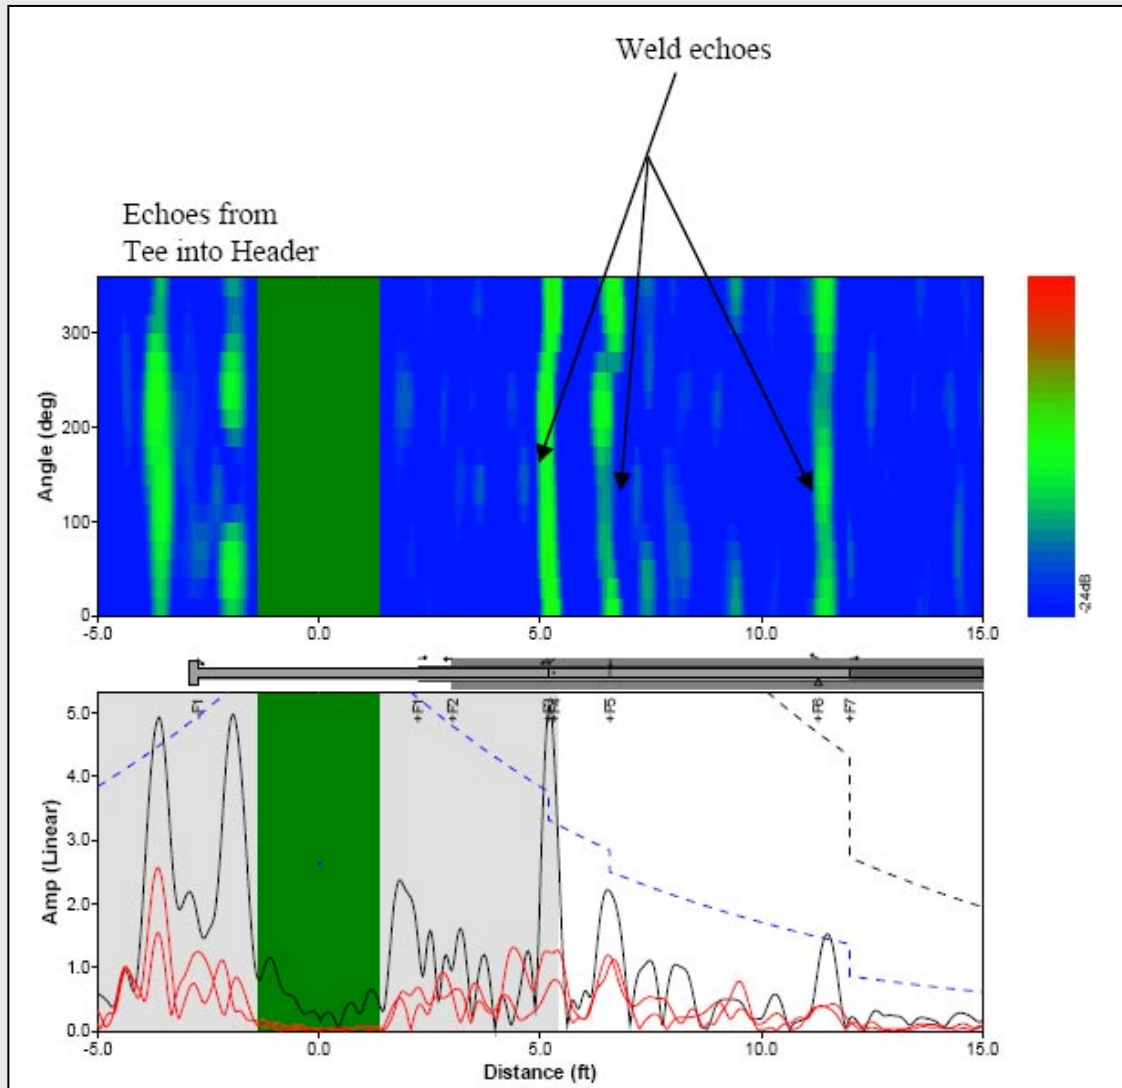 Weld echoes
Echoes from
Tee into Header
Angle (deg)
300
200
100
0
-5.0 0.0 5.0 10.0 15.0
-24dB
+F1 +F2 +F5 +F6 +F7
Amp (Linear)
5.0
4.0
3.0
2.0
1.0
0.0
-5.0 0.0 5.0 10.0 15.0
Distance (ft)